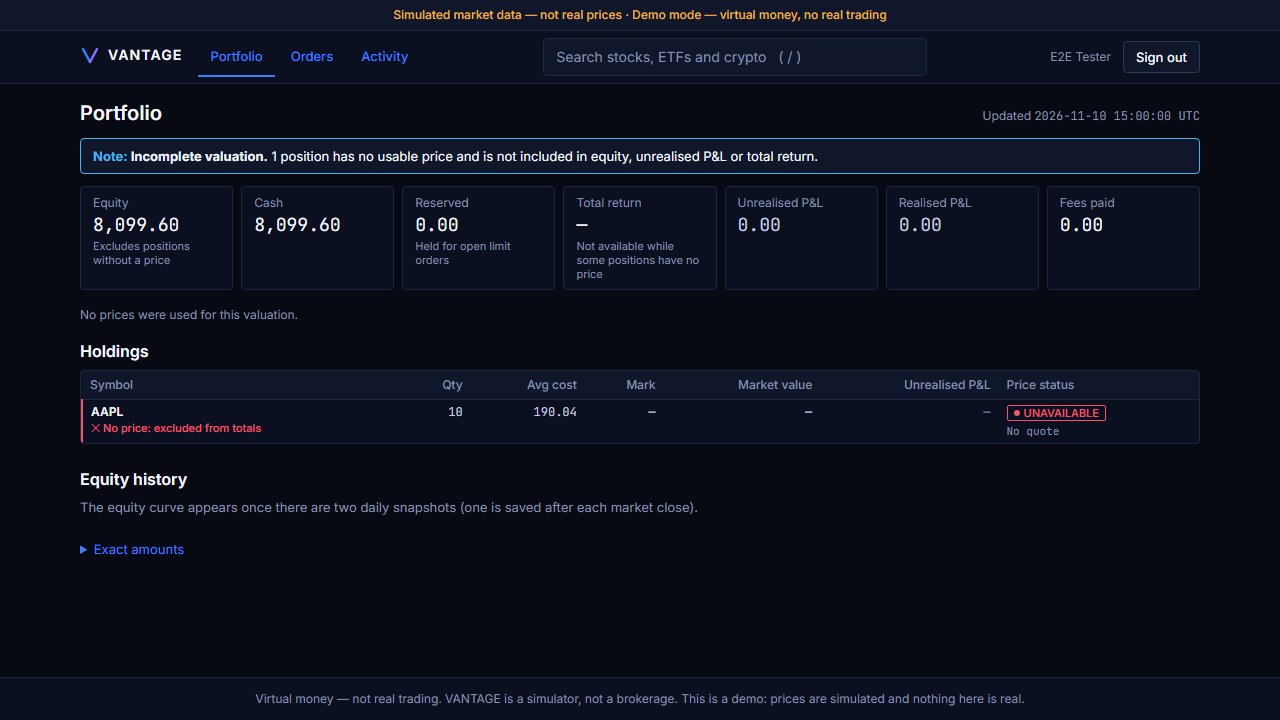 Simulated market data — not real prices · Demo mode — virtual money, no real trading
VANTAGE Portfolio Orders Activity Search stocks, ETFs and crypto ( / ) E2E Tester Sign out
Portfolio
Updated 2026-11-10 15:00:00 UTC
Note: Incomplete valuation. 1 position has no usable price and is not included in equity, unrealised P&L or total return.
Equity
8,099.60
Excludes positions
without a price
Cash
8,099.60
Reserved
0.00
Held for open limit
orders
Total return
—
Not available while
some positions have no
price
Unrealised P&L
0.00
Realised P&L
0.00
Fees paid
0.00
No prices were used for this valuation.
Holdings
Symbol Qty Avg cost Mark Market value Unrealised P&L Price status
AAPL 10 190.04 — — — UNAVAILABLE
No price: excluded from totals No quote
Equity history
The equity curve appears once there are two daily snapshots (one is saved after each market close).
Exact amounts
Virtual money — not real trading. VANTAGE is a simulator, not a brokerage. This is a demo: prices are simulated and nothing here is real.